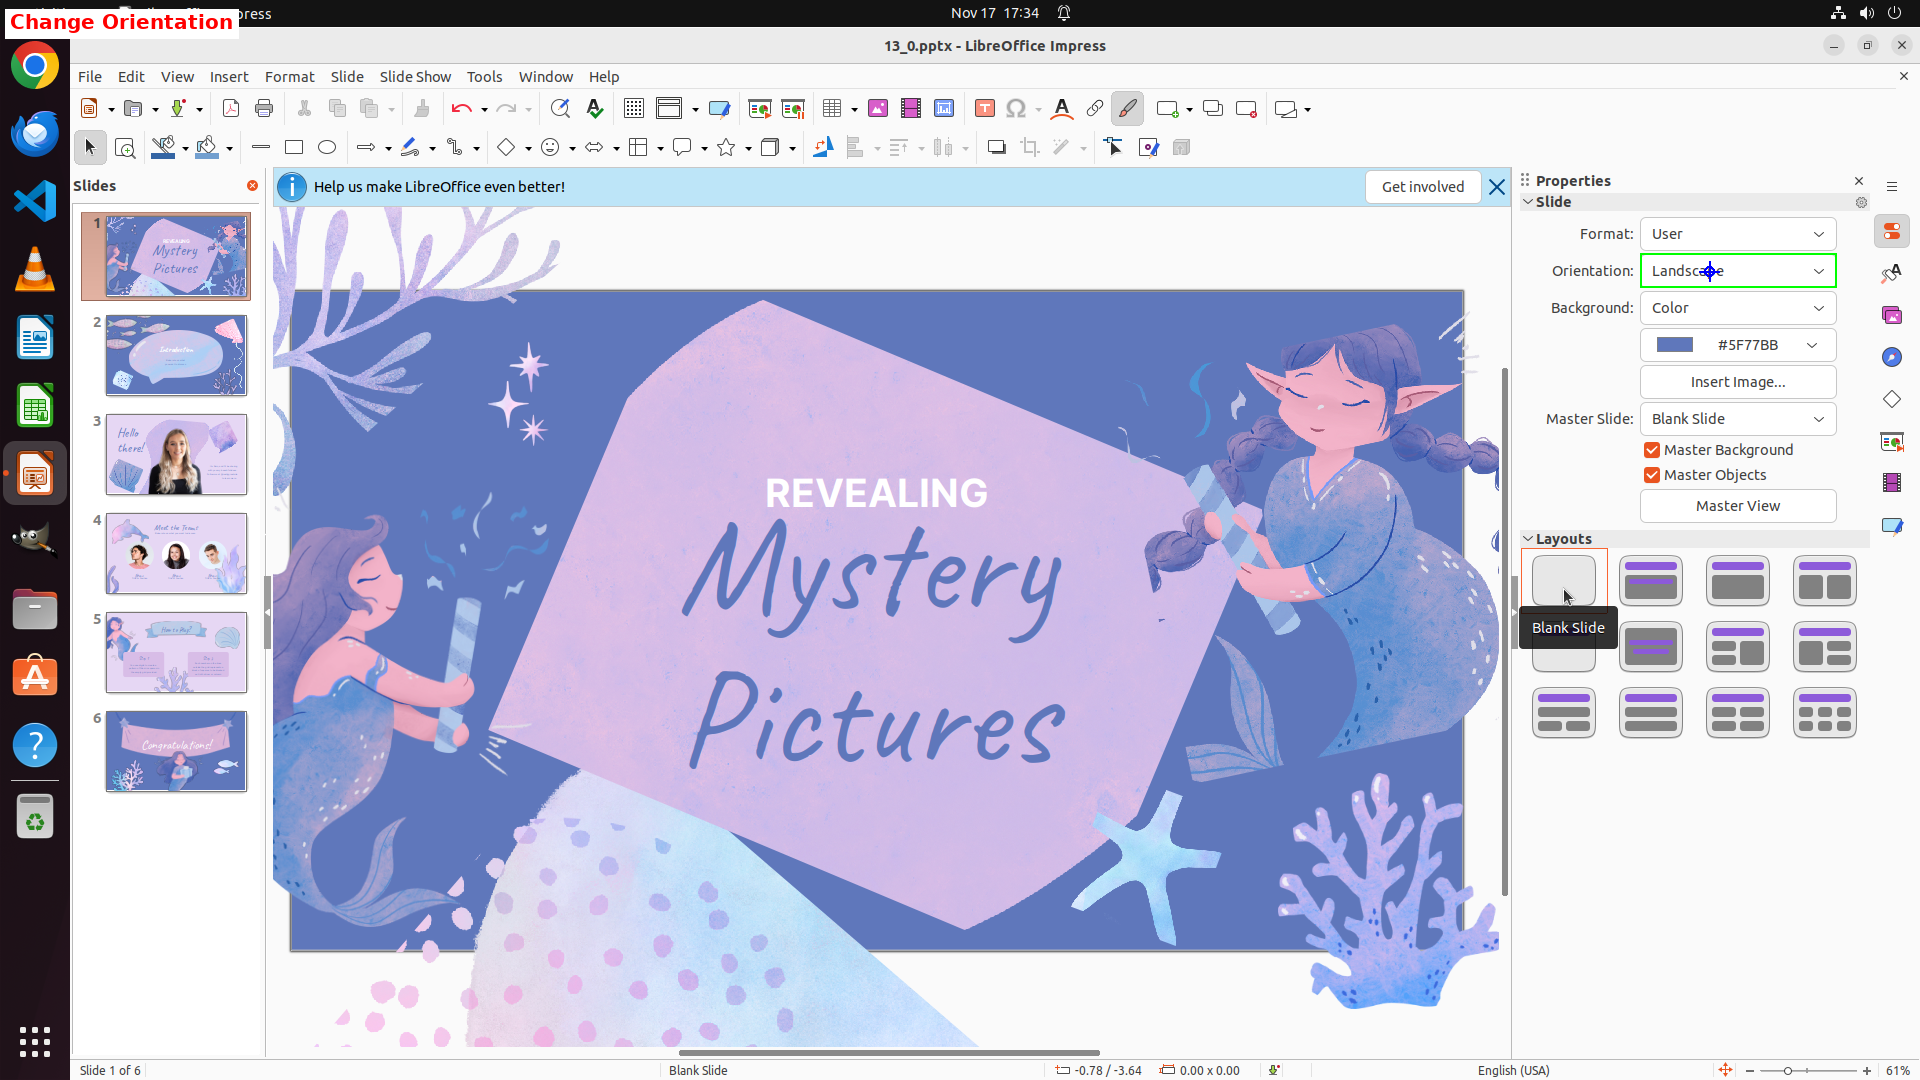 Change Orientation
press
Nov 17 17:34
13_0.pptx - LibreOffice Impress
File Edit View Insert Format Slide Slide Show Tools Window Help
Slides
Help us make LibreOffice even better!
Get involved
Properties
Slide
Format: User
Orientation: Landscape
Background: Color
#5F77BB
Insert Image...
Master Slide: Blank Slide
Master Background
Master Objects
Master View
Layouts
Blank Slide
1
REVEALING
Mystery
Pictures
2
Introduction
3
Hello
there!
4
Meet the Team!
5
How to Play?
6
Congratulations!
REVEALING
Mystery
Pictures
Slide 1 of 6
Blank Slide
-0.78 / -3.64
0.00 x 0.00
English (USA)
61%